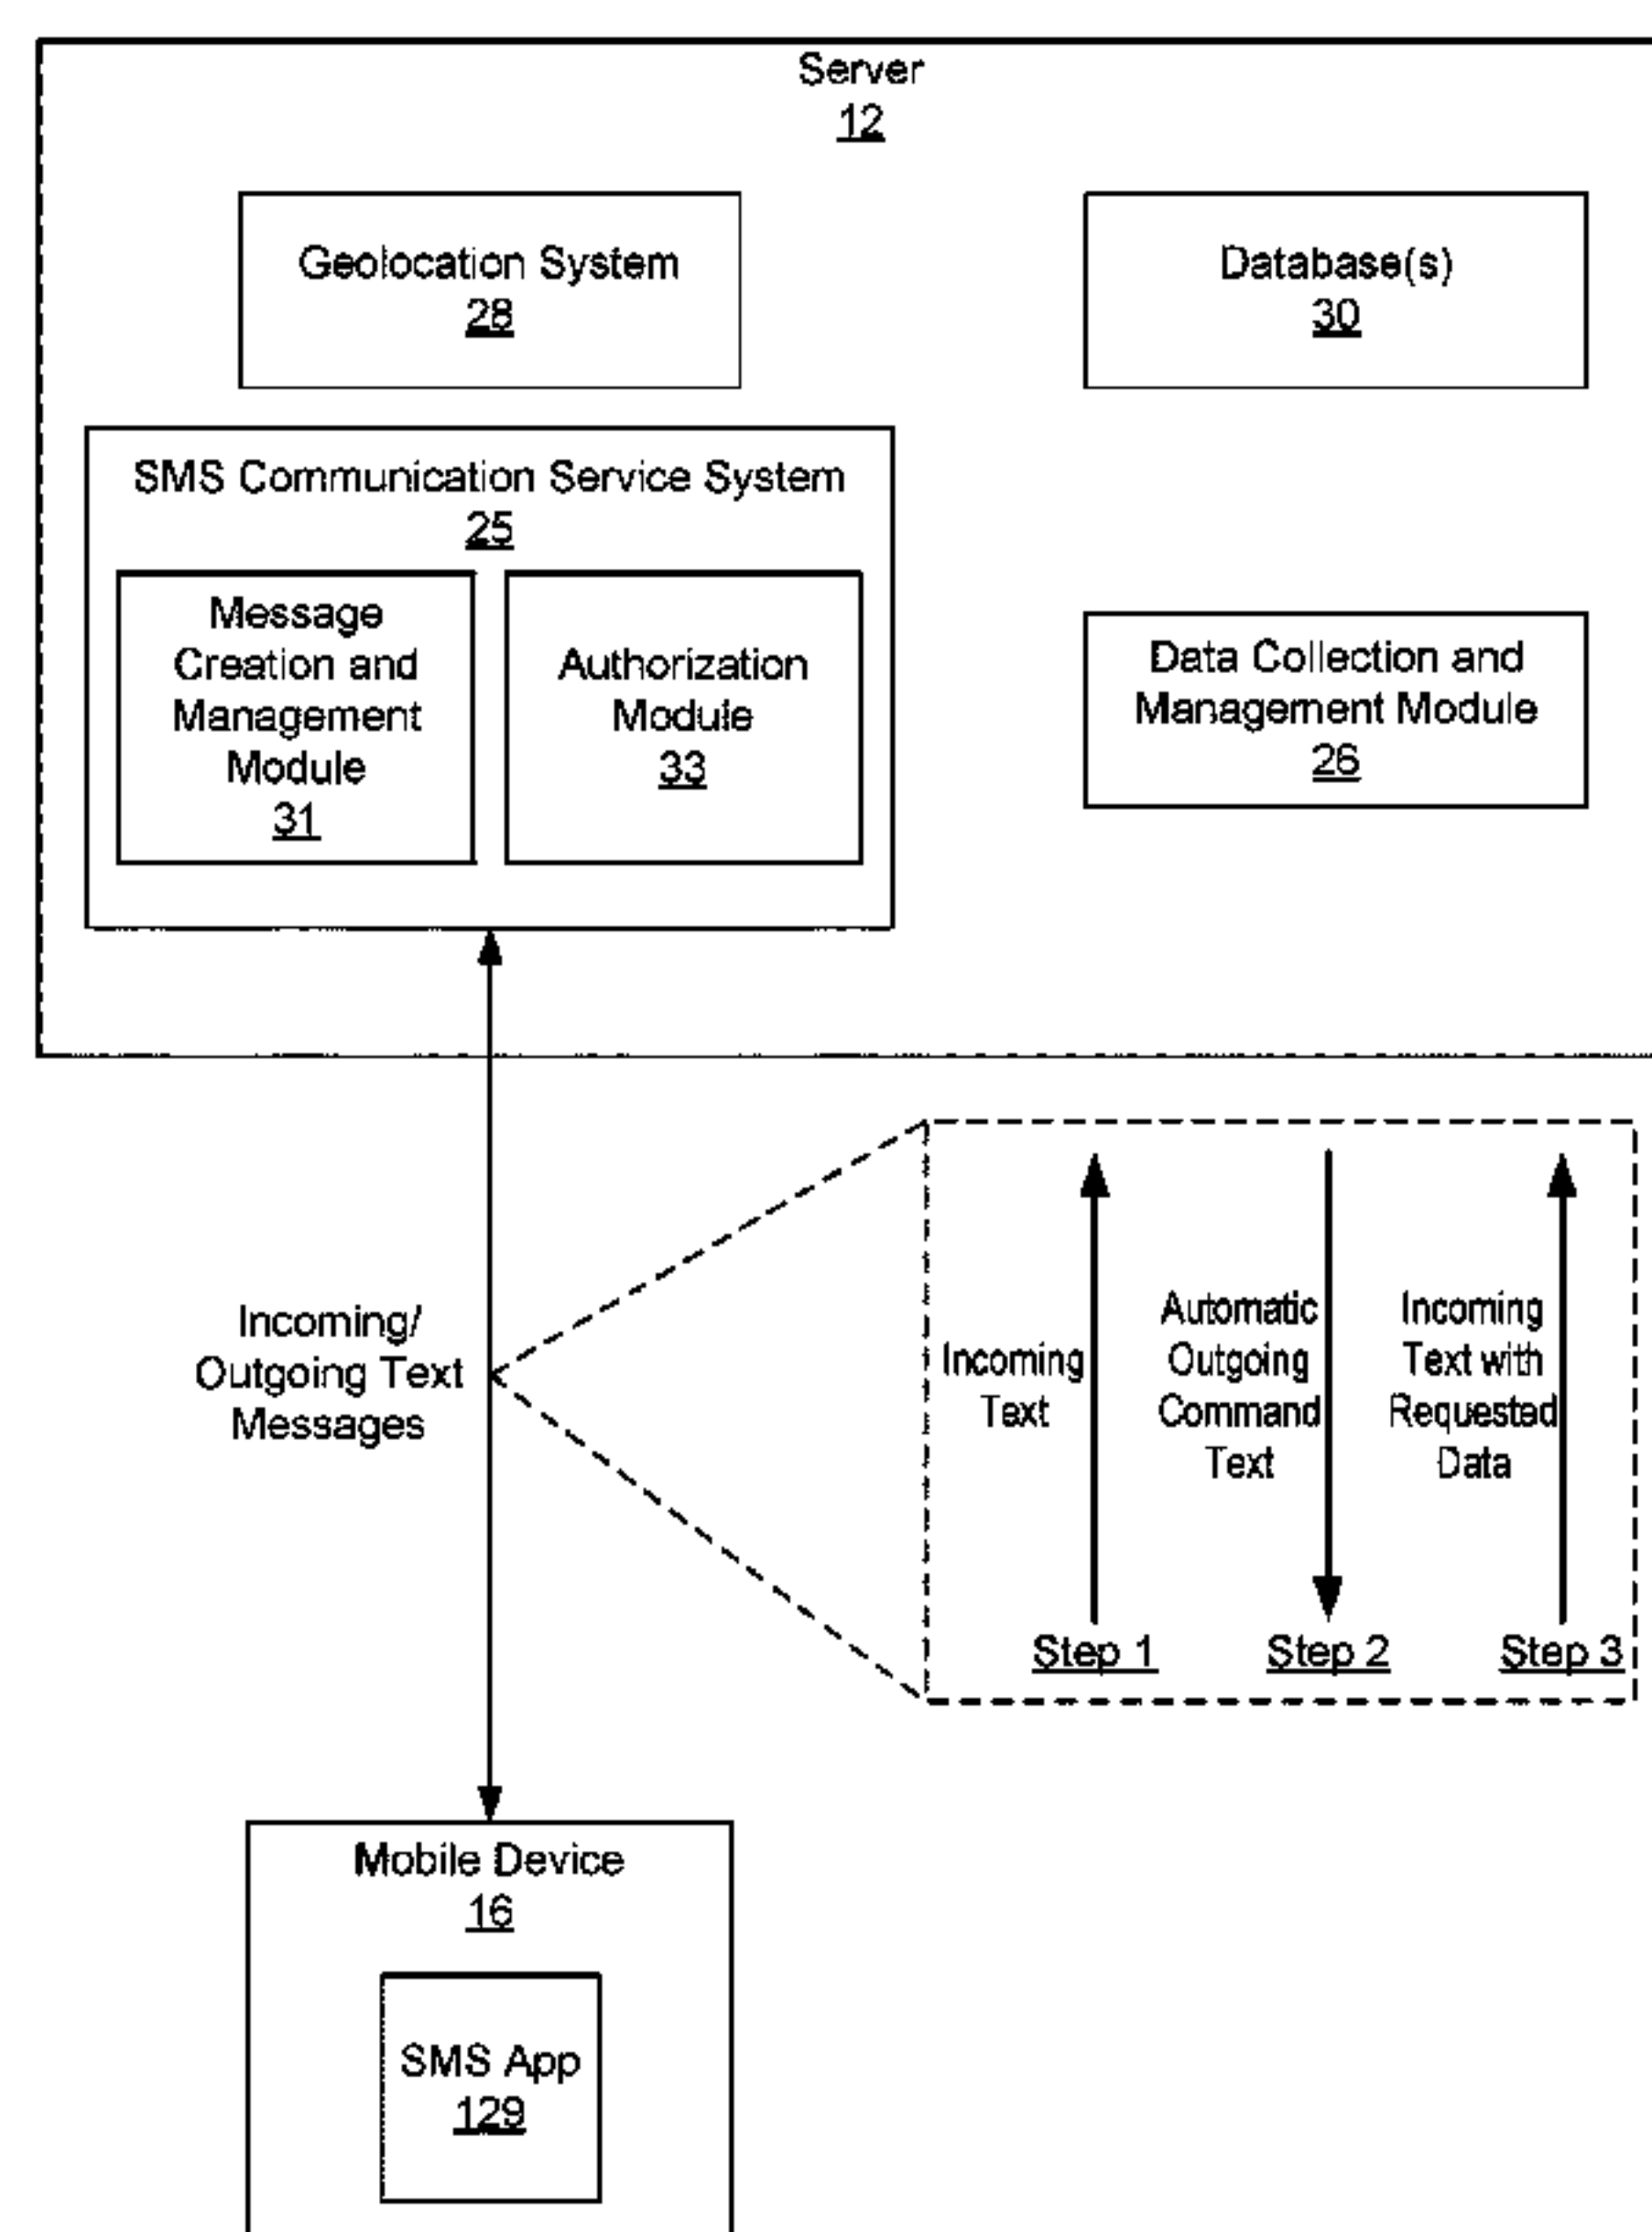 Server
12
Geolocation System
28
Database(s)
30
SMS Communication Service System
25
Message
Creation and
Management
Module
31
Authorization
Module
33
Data Collection and
Management Module
26
Incoming/
Outgoing Text
Messages
Incoming
Text
Automatic
Outgoing
Command
Text
Incoming
Text with
Requested
Data
Step 1
Step 2
Step 3
Mobile Device
16
SMS App
129